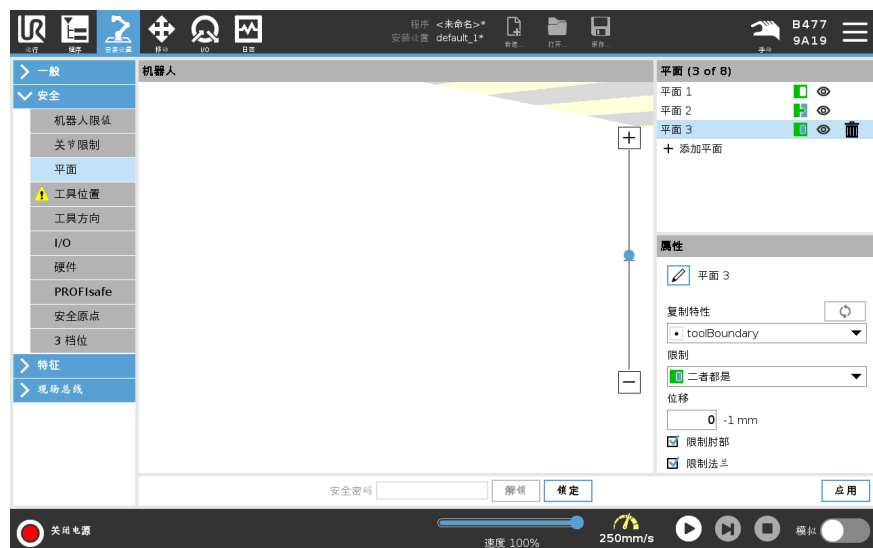 程序 <未命名>*
安装设置 default_1*
新建... 打开... 保存...
B477
9A19
运行 程序 安装设置 移动 I/O 日志 手动
一般
安全
机器人限值
关节限制
平面
工具位置
工具方向
I/O
硬件
PROFIsafe
安全原点
3 档位
特征
现场总线
机器人
平面 (3 of 8)
平面 1
平面 2
平面 3
添加平面
属性
平面 3
复制特性
toolBoundary
限制
二者都是
位移
0 -1 mm
限制肘部
限制法兰
安全密码 解锁 锁定 应用
关闭电源
速度 100%
250mm/s
模拟